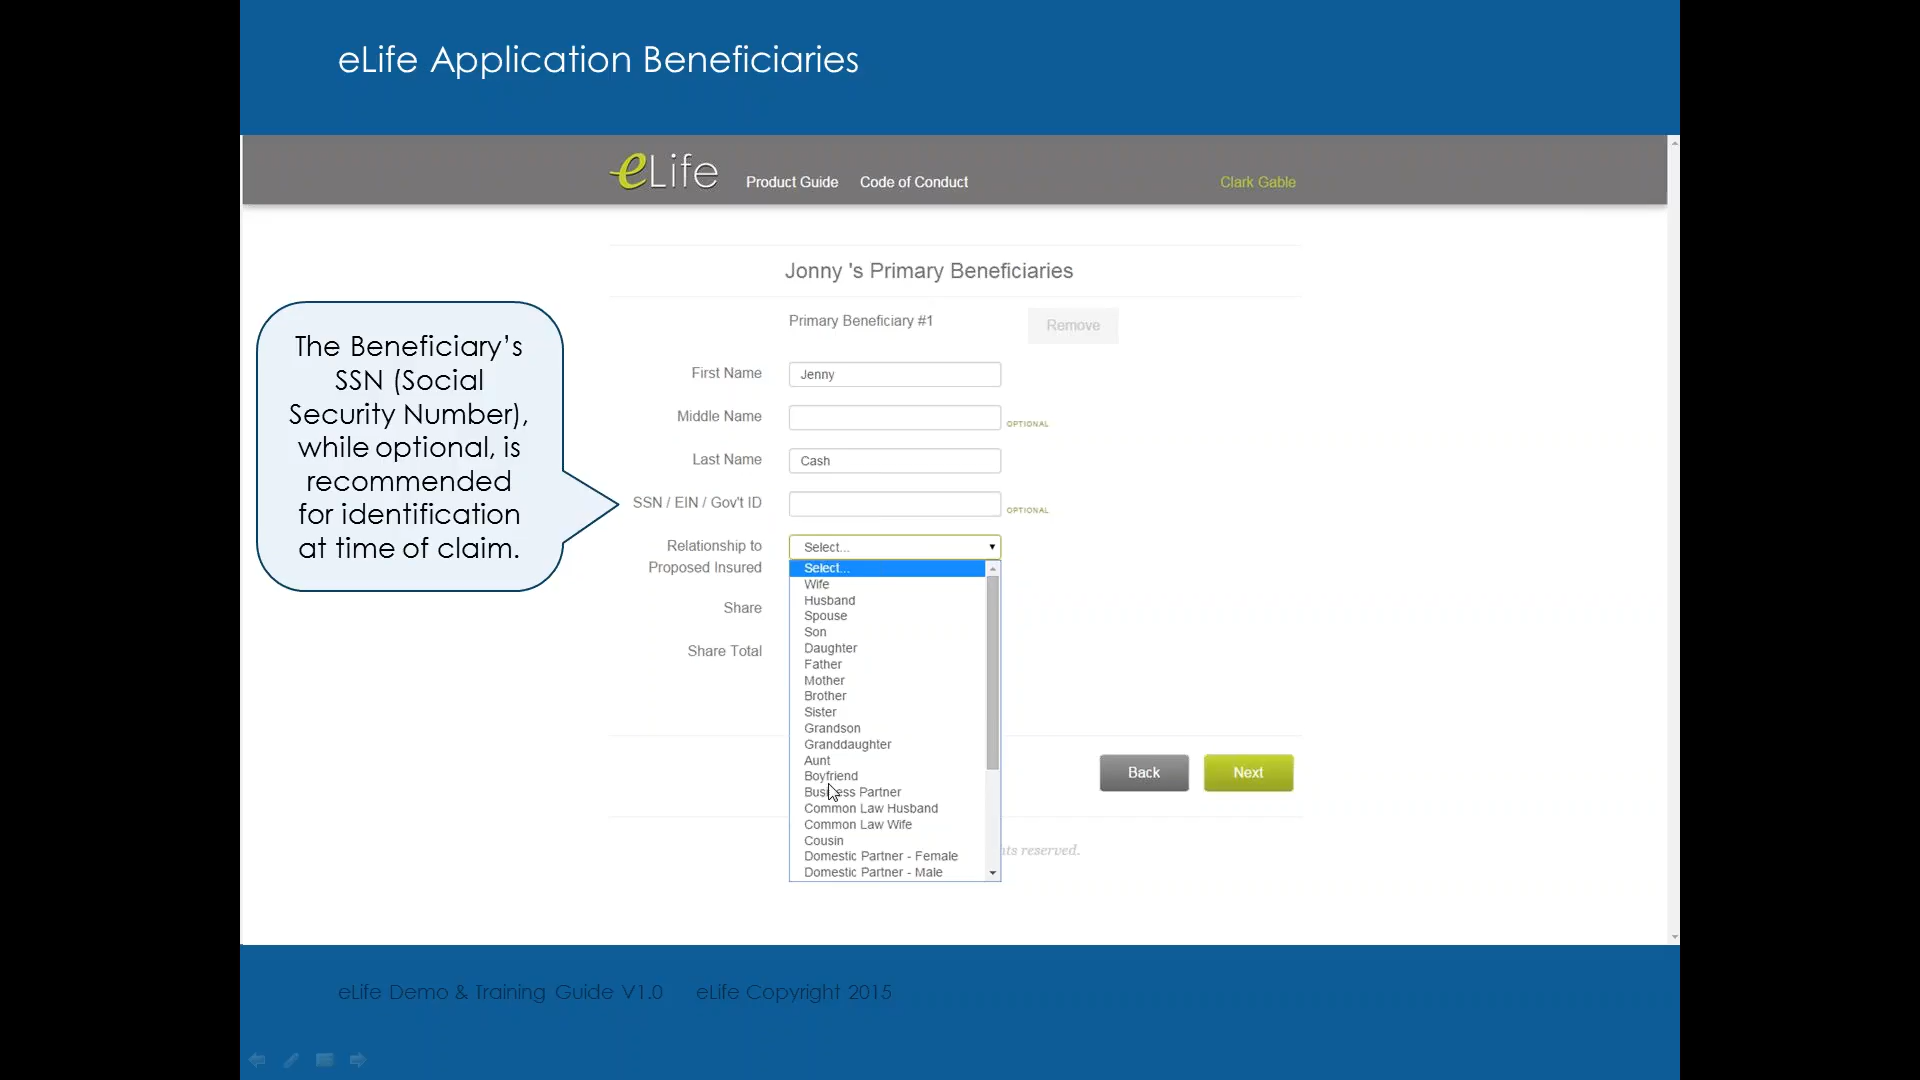 eLife Application Beneficiaries
eLife
Product Guide
Code of Conduct
Clark Gable
Jonny 's Primary Beneficiaries
Primary Beneficiary #1
Remove
The Beneficiary’s
SSN (Social
Security Number),
while optional, is
recommended
for identification
at time of claim.
First Name
Jenny
Middle Name
OPTIONAL
Last Name
Cash
SSN / EIN / Gov't ID
OPTIONAL
Relationship to
Proposed Insured
Select...
Select...
Wife
Husband
Spouse
Son
Daughter
Father
Mother
Brother
Sister
Grandson
Granddaughter
Aunt
Boyfriend
Business Partner
Common Law Husband
Common Law Wife
Cousin
Domestic Partner - Female
Domestic Partner - Male
Share
Share Total
Back
Next
reserved.
eLife Demo & Training Guide V1.0
eLife Copyright 2015